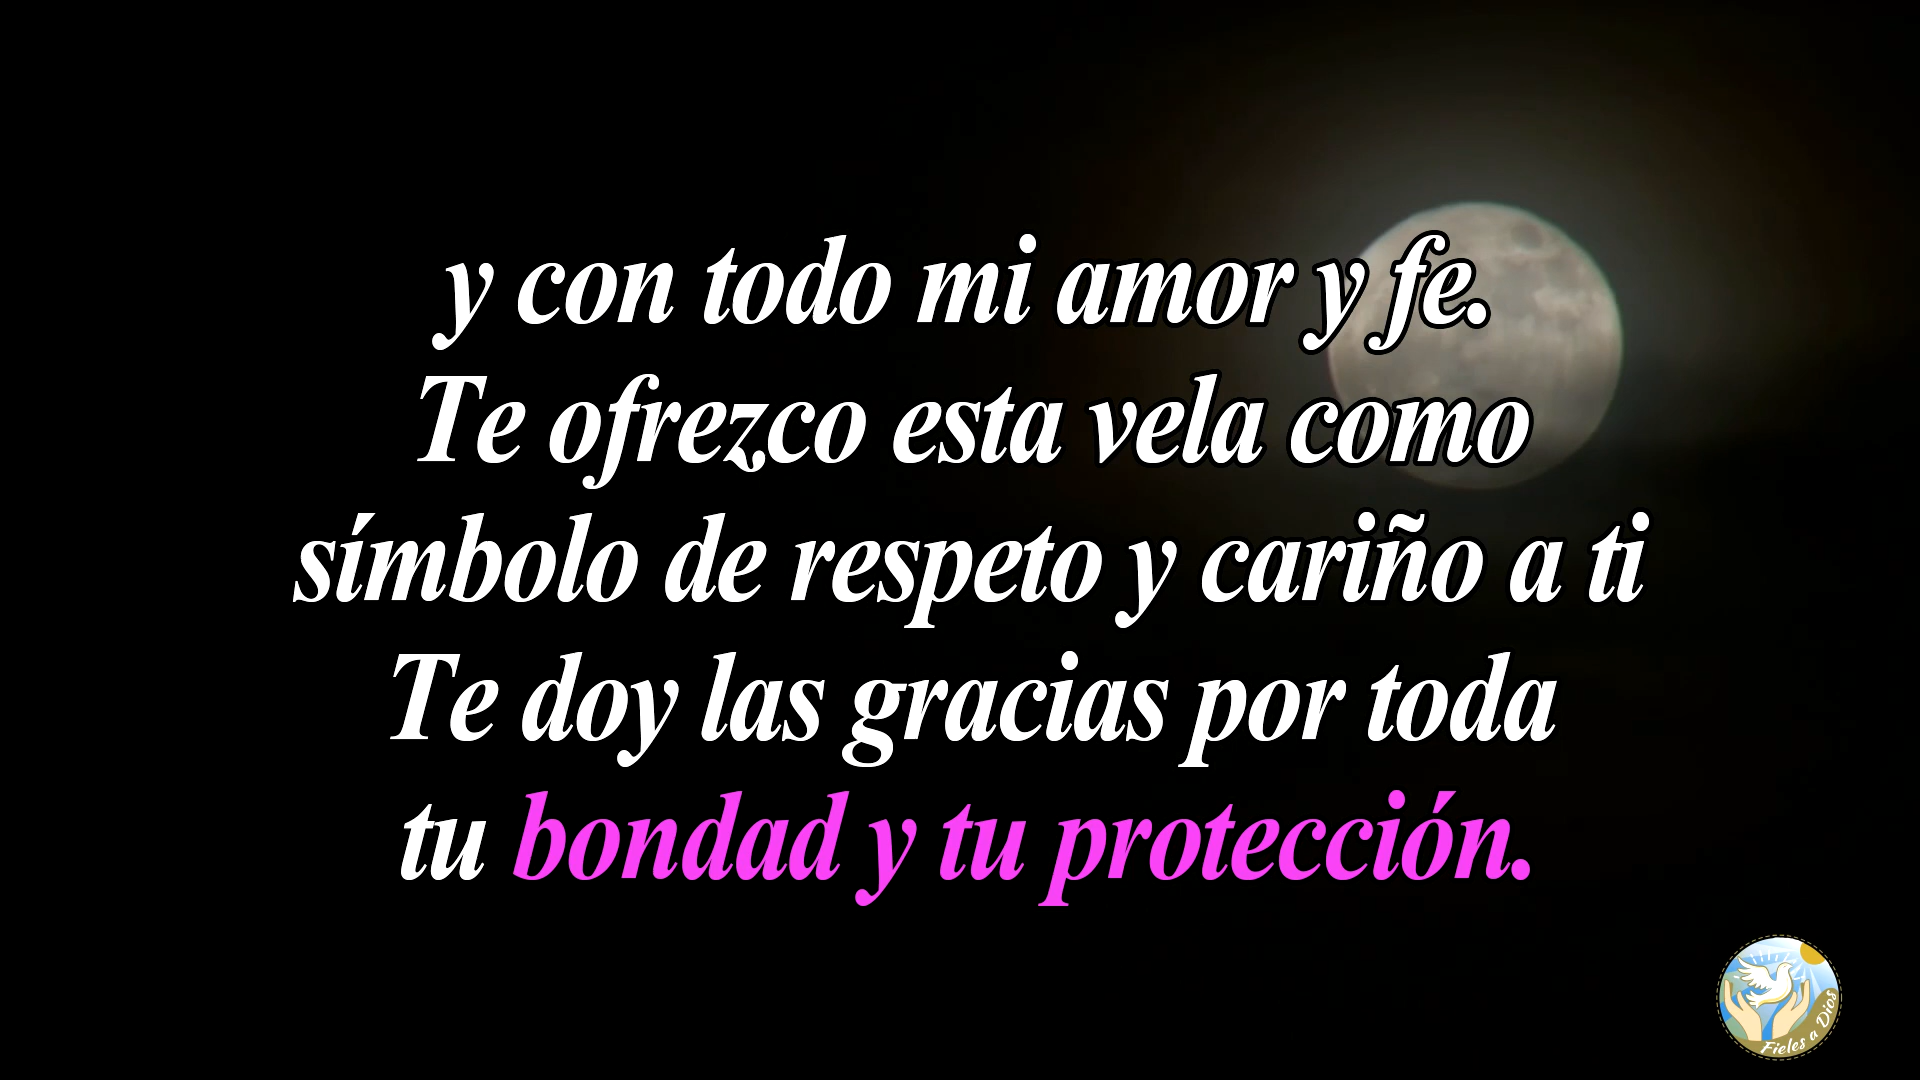 y con todo mi amor y fe.
Te ofrezco esta vela como
símbolo de respeto y cariño a ti
Te doy las gracias por toda
tu bondad y tu protección.
Fieles a Dios